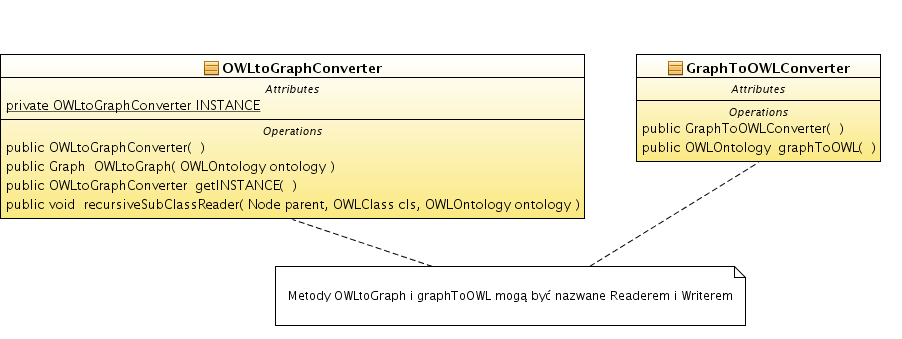 OWLtoGraphConverter
Attributes
private OWLtoGraphConverter INSTANCE
Operations
public OWLtoGraphConverter( )
public Graph OWLtoGraph( OWLOntology ontology )
public OWLtoGraphConverter getINSTANCE( )
public void recursiveSubClassReader( Node parent, OWLClass cls, OWLOntology ontology )
GraphToOWLConverter
Attributes
Operations
public GraphToOWLConverter( )
public OWLOntology graphToOWL( )
Metody OWLtoGraph i graphToOWL mogą być nazwane Readerem i Writerem